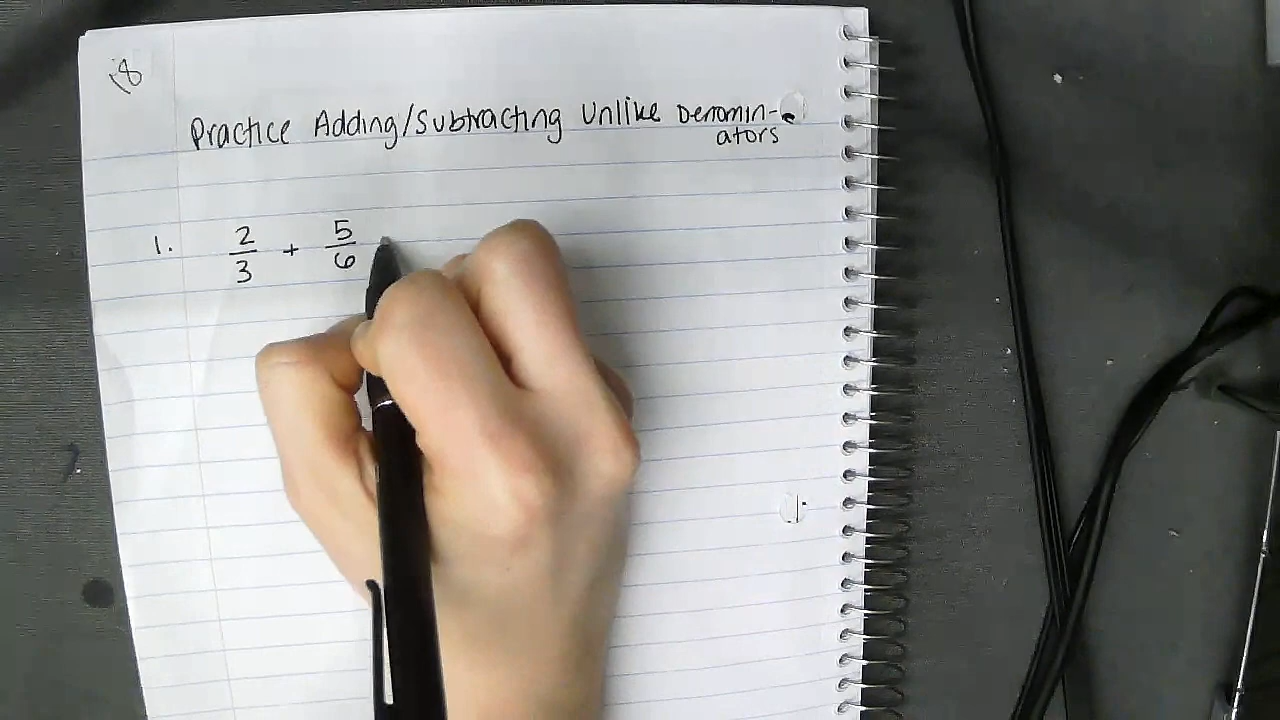 18
Practice Adding/Subtracting Unlike Denomin-
ators
1. 2/3 + 5/6